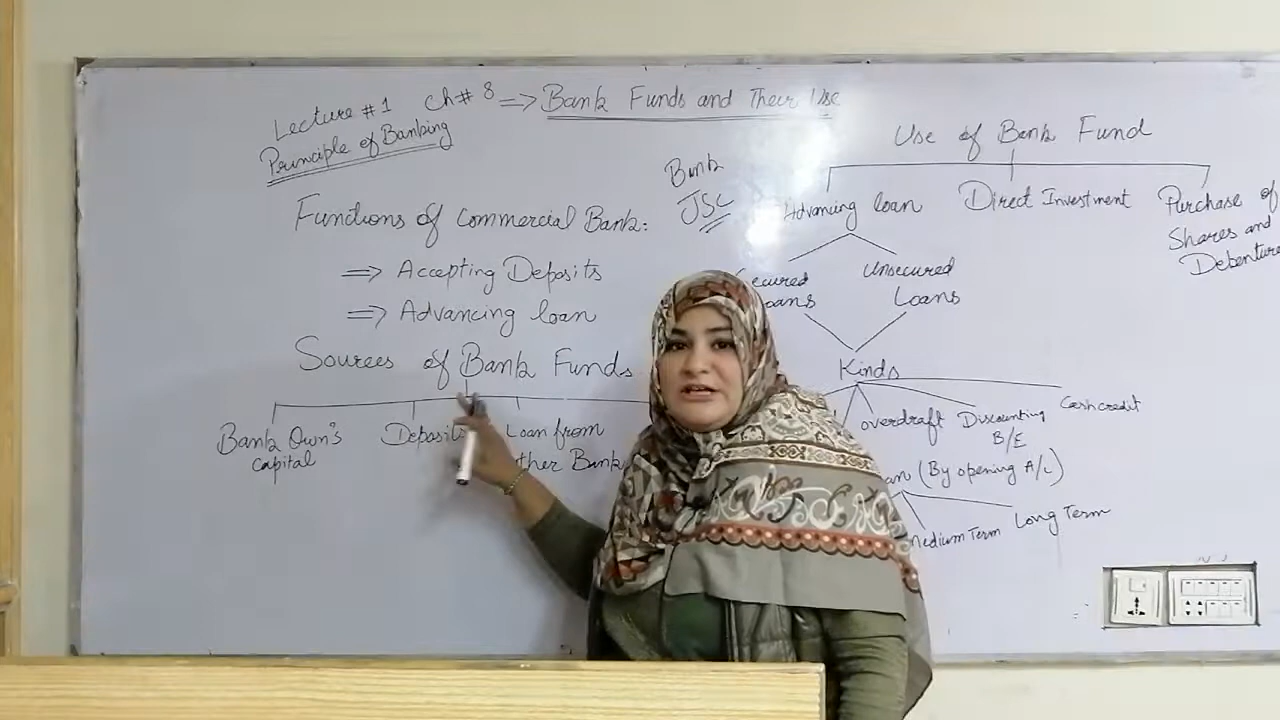 Lecture #1 Ch# 8 => Bank Funds and Their Use
Principle of Banking
Functions of Commercial Bank:
=> Accepting Deposits
=> Advancing loan
Sources of Bank Funds
Bank Own's
Capital
Deposits
Loan from
Bank
Bank
JSC
Use of Bank Fund
Advancing loan
Direct Investment
Purchase of
Shares and
Debenture
Unsecured
Loans
Kinds
overdraft
Discounting
B/E
Cash credit
(By opening A/C)
Medium Term
Long Term